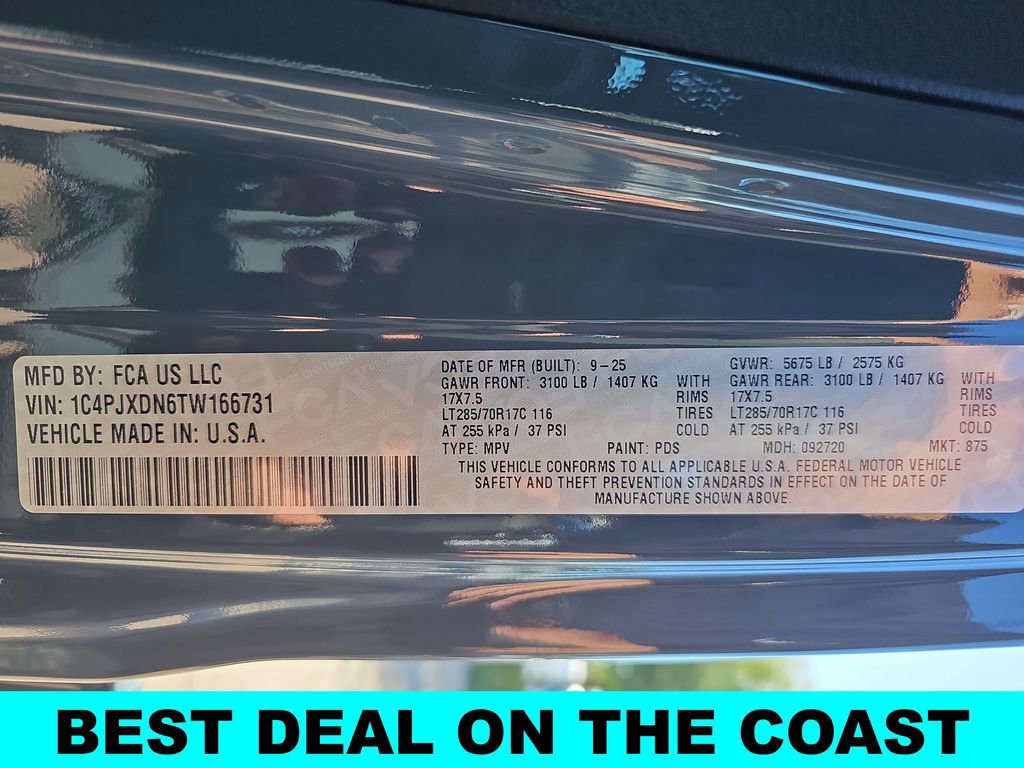 MFD BY: FCA US LLC
VIN: 1C4PJXDN6TW166731
VEHICLE MADE IN: U.S.A.
DATE OF MFR (BUILT): 9-25 GVWR: 5675 LB / 2575 KG
GAWR FRONT: 3100 LB / 1407 KG WITH GAWR REAR: 3100 LB / 1407 KG WITH
17X7.5 RIMS 17X7.5 RIMS
LT285/70R17C 116 TIRES LT285/70R17C 116 TIRES
AT 255 kPa / 37 PSI COLD AT 255 kPa / 37 PSI COLD
TYPE: MPV PAINT: PDS MDH: 092720 MKT: 875
THIS VEHICLE CONFORMS TO ALL APPLICABLE U.S.A. FEDERAL MOTOR VEHICLE
SAFETY AND THEFT PREVENTION STANDARDS IN EFFECT ON THE DATE OF
MANUFACTURE SHOWN ABOVE.
BEST DEAL ON THE COAST